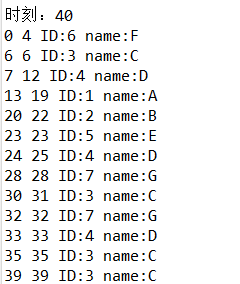 时刻：40
0 4 ID:6 name:F
6 6 ID:3 name:C
7 12 ID:4 name:D
13 19 ID:1 name:A
20 22 ID:2 name:B
23 23 ID:5 name:E
24 25 ID:4 name:D
28 28 ID:7 name:G
30 31 ID:3 name:C
32 32 ID:7 name:G
33 33 ID:4 name:D
35 35 ID:3 name:C
39 39 ID:3 name:C